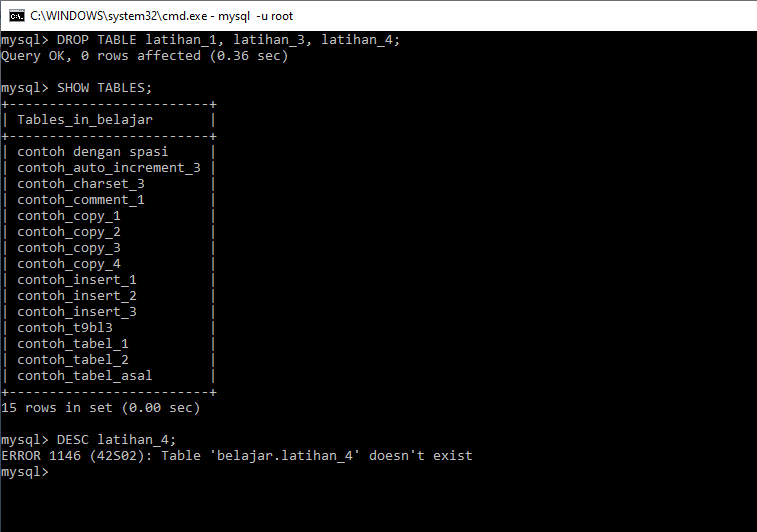 C:\WINDOWS\system32\cmd.exe - mysql  -u root
mysql> DROP TABLE latihan_1, latihan_3, latihan_4;
Query OK, 0 rows affected (0.36 sec)

mysql> SHOW TABLES;
+-------------------------+
| Tables_in_belajar       |
+-------------------------+
| contoh dengan spasi     |
| contoh_auto_increment_3 |
| contoh_charset_3        |
| contoh_comment_1        |
| contoh_copy_1           |
| contoh_copy_2           |
| contoh_copy_3           |
| contoh_copy_4           |
| contoh_insert_1         |
| contoh_insert_2         |
| contoh_insert_3         |
| contoh_t9bl3            |
| contoh_tabel_1          |
| contoh_tabel_2          |
| contoh_tabel_asal       |
+-------------------------+
15 rows in set (0.00 sec)

mysql> DESC latihan_4;
ERROR 1146 (42S02): Table 'belajar.latihan_4' doesn't exist
mysql>